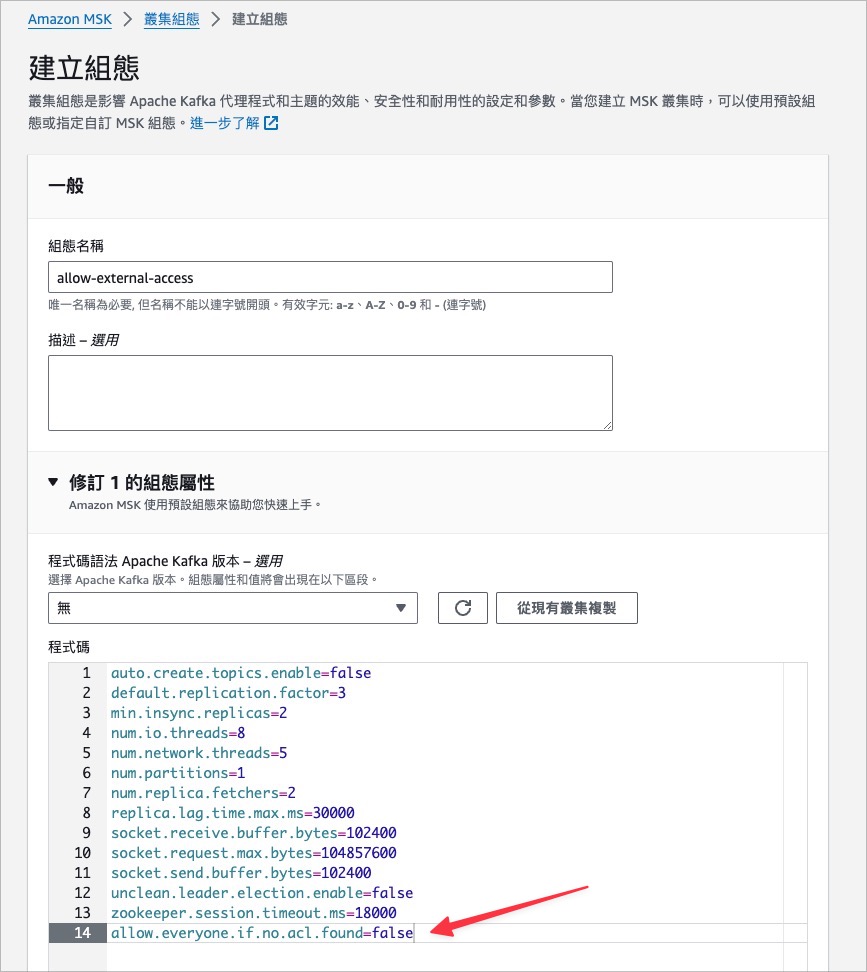 Amazon MSK > 叢集組態 > 建立組態
建立組態
叢集組態是影響 Apache Kafka 代理程式和主題的效能、安全性和耐用性的設定和參數。當您建立 MSK 叢集時，可以使用預設組
態或指定自訂 MSK 組態。進一步了解
一般
組態名稱
allow-external-access
唯一名稱為必要, 但名稱不能以連字號開頭。有效字元: a-z、A-Z、0-9 和 - (連字號)
描述 – 選用
修訂 1 的組態屬性
Amazon MSK 使用預設組態來協助您快速上手。
程式碼語法 Apache Kafka 版本 – 選用
選擇 Apache Kafka 版本。組態屬性和值將會出現在以下區段。
無 從現有叢集複製
程式碼
1 auto.create.topics.enable=false
2 default.replication.factor=3
3 min.insync.replicas=2
4 num.io.threads=8
5 num.network.threads=5
6 num.partitions=1
7 num.replica.fetchers=2
8 replica.lag.time.max.ms=30000
9 socket.receive.buffer.bytes=102400
10 socket.request.max.bytes=104857600
11 socket.send.buffer.bytes=102400
12 unclean.leader.election.enable=false
13 zookeeper.session.timeout.ms=18000
14 allow.everyone.if.no.acl.found=false